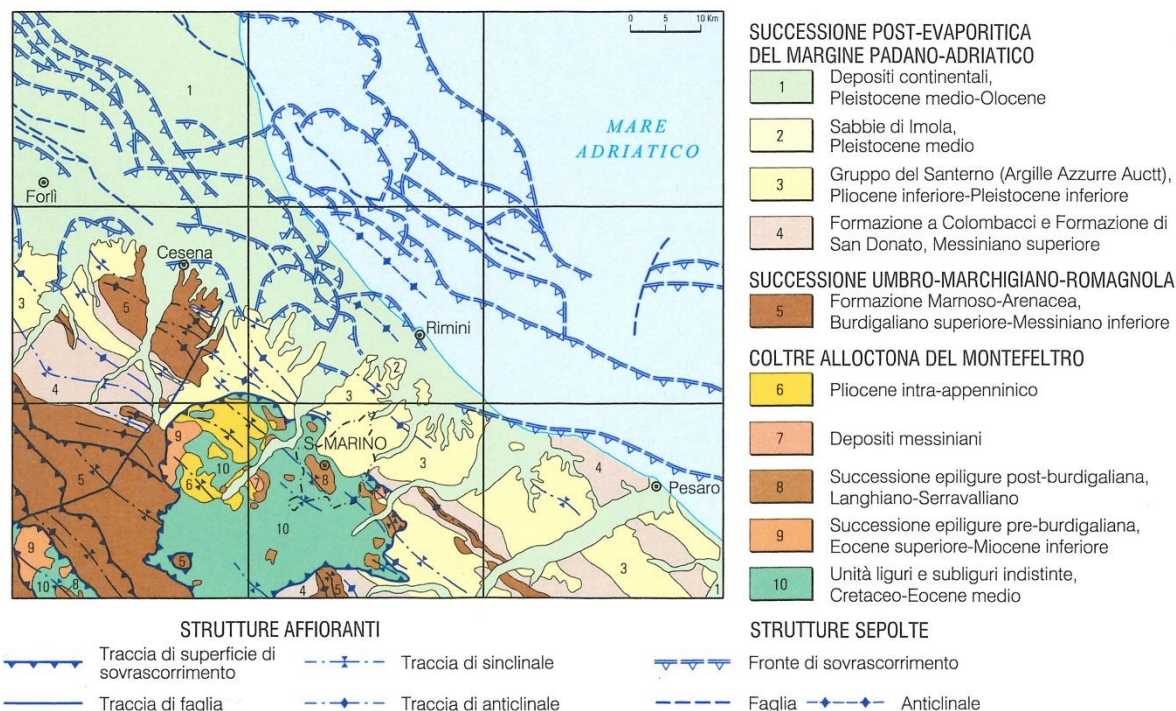 0 5 10 Km
1
MARE
ADRIATICO
Forlì
Cesena
3
5
Rimini
2
4
3
9
S. MARINO
10
4
3
5
6
7
8
Pesaro
10
9
5
3
10
8
4
5
1
SUCCESSIONE POST-EVAPORITICA
DEL MARGINE PADANO-ADRIATICO
1 Depositi continentali,
Pleistocene medio-Olocene
2 Sabbie di Imola,
Pleistocene medio
3 Gruppo del Santerno (Argille Azzurre Auctt),
Pliocene inferiore-Pleistocene inferiore
4 Formazione a Colombacci e Formazione di
San Donato, Messiniano superiore
SUCCESSIONE UMBRO-MARCHIGIANO-ROMAGNOLA
5 Formazione Marnoso-Arenacea,
Burdigaliano superiore-Messiniano inferiore
COLTRE ALLOCTONA DEL MONTEFELTRO
6 Pliocene intra-appenninico
7 Depositi messiniani
8 Successione epiligure post-burdigaliana,
Langhiano-Serravalliano
9 Successione epiligure pre-burdigaliana,
Eocene superiore-Miocene inferiore
10 Unità liguri e subliguri indistinte,
Cretaceo-Eocene medio
STRUTTURE AFFIORANTI
Traccia di superficie di
sovrascorrimento
Traccia di sinclinale
Traccia di faglia
Traccia di anticlinale
STRUTTURE SEPOLTE
Fronte di sovrascorrimento
Faglia
Anticlinale